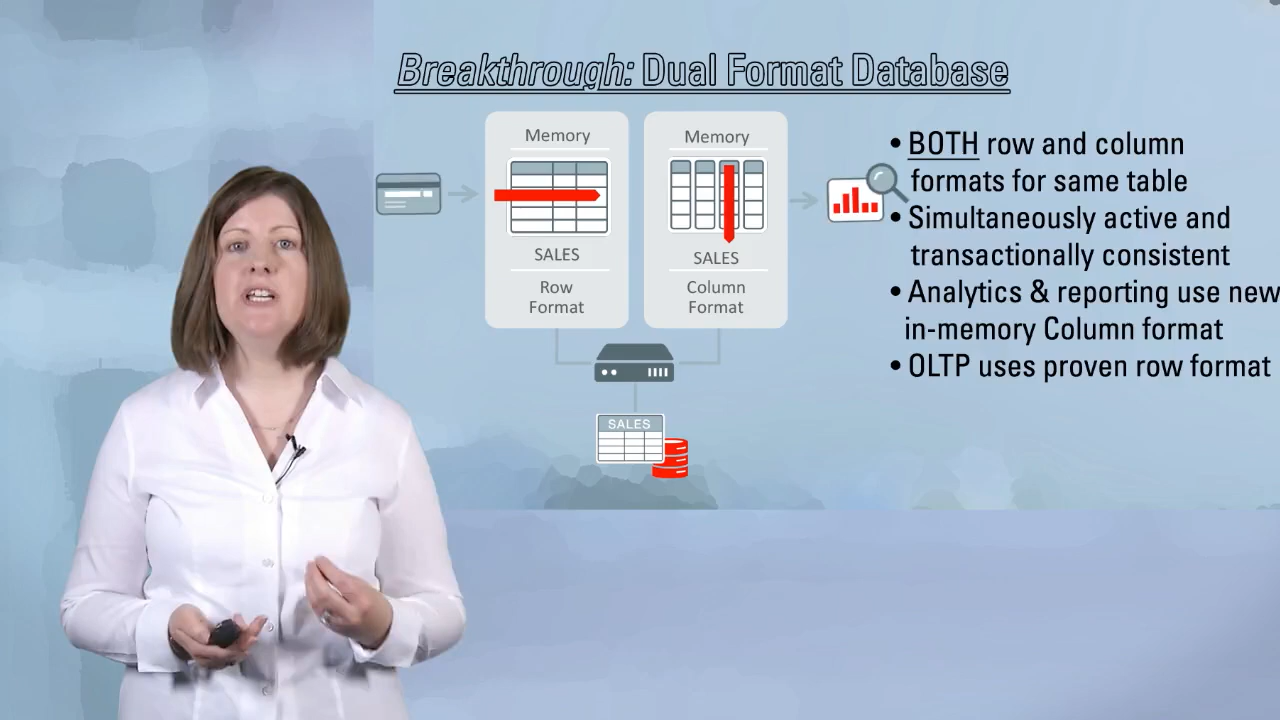 Breakthrough: Dual Format Database
Memory
SALES
Row
Format
Memory
SALES
Column
Format
SALES
• BOTH row and column
formats for same table
• Simultaneously active and
transactionally consistent
• Analytics & reporting use new
in-memory Column format
• OLTP uses proven row format